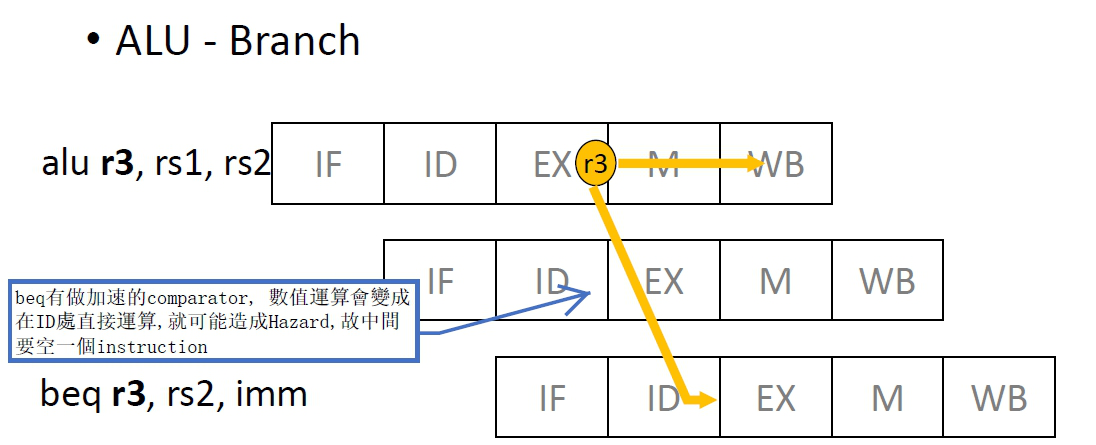 • ALU - Branch
alu r3, rs1, rs2 IF ID EX r3 M WB
IF ID EX M WB
beq有做加速的comparator, 數值運算會變成
在ID處直接運算,就可能造成Hazard,故中間
要空一個instruction
beq r3, rs2, imm IF ID EX M WB